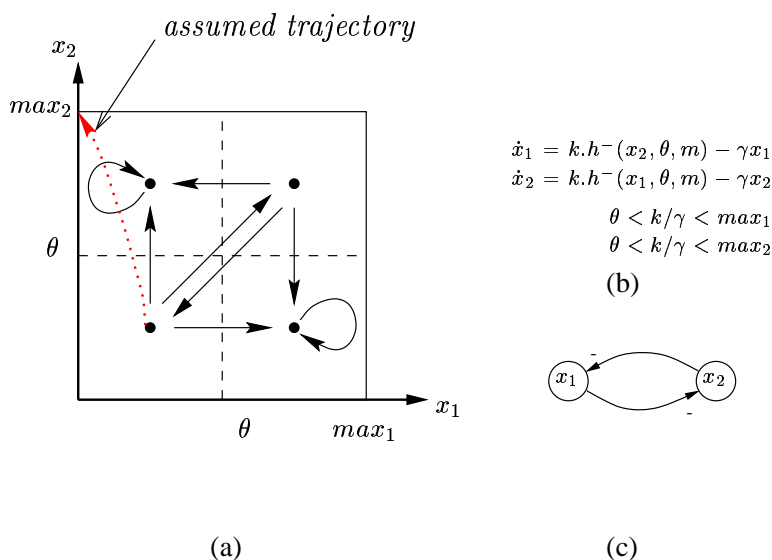 assumed trajectory
x₂
max₂
θ
θ
max₁
x₁
(a)
ẋ₁ = k.h⁻(x₂, θ, m) − γx₁
ẋ₂ = k.h⁻(x₁, θ, m) − γx₂
θ < k/γ < max₁
θ < k/γ < max₂
(b)
-
x₁
x₂
-
(c)